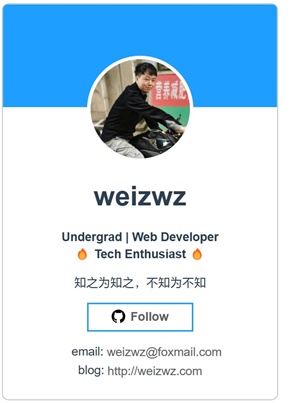 weizwz
Undergrad | Web Developer
🔥 Tech Enthusiast 🔥
知之为知之，不知为不知
Follow
email: weizwz@foxmail.com
blog: http://weizwz.com